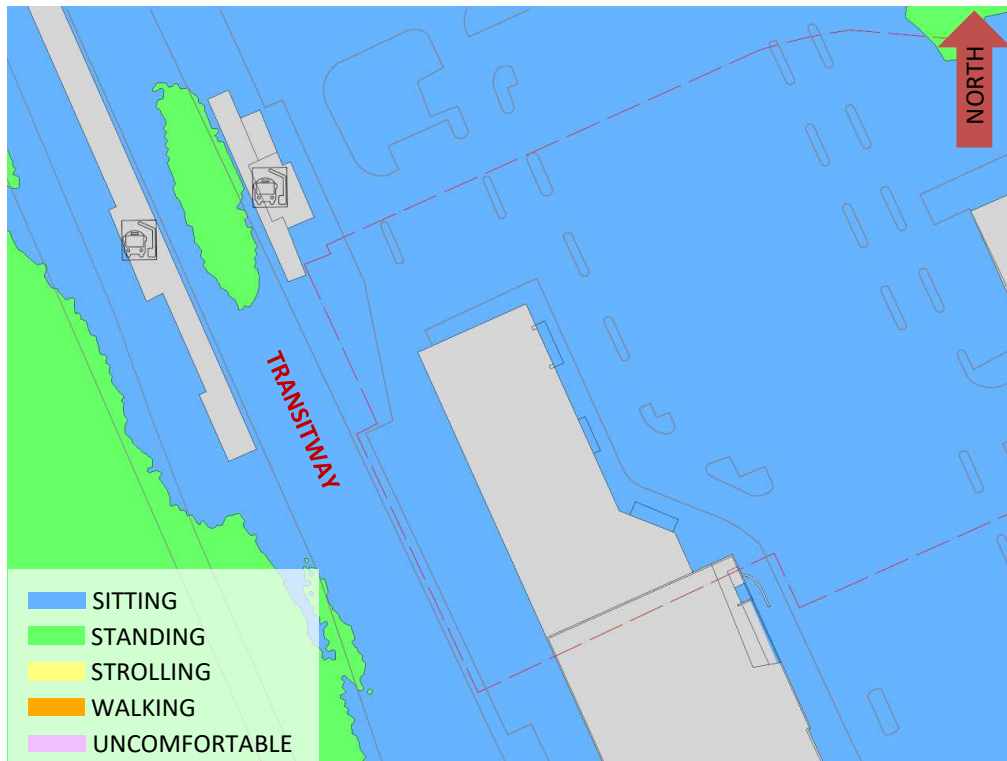 NORTH
TRANSITWAY
SITTING
STANDING
STROLLING
WALKING
UNCOMFORTABLE